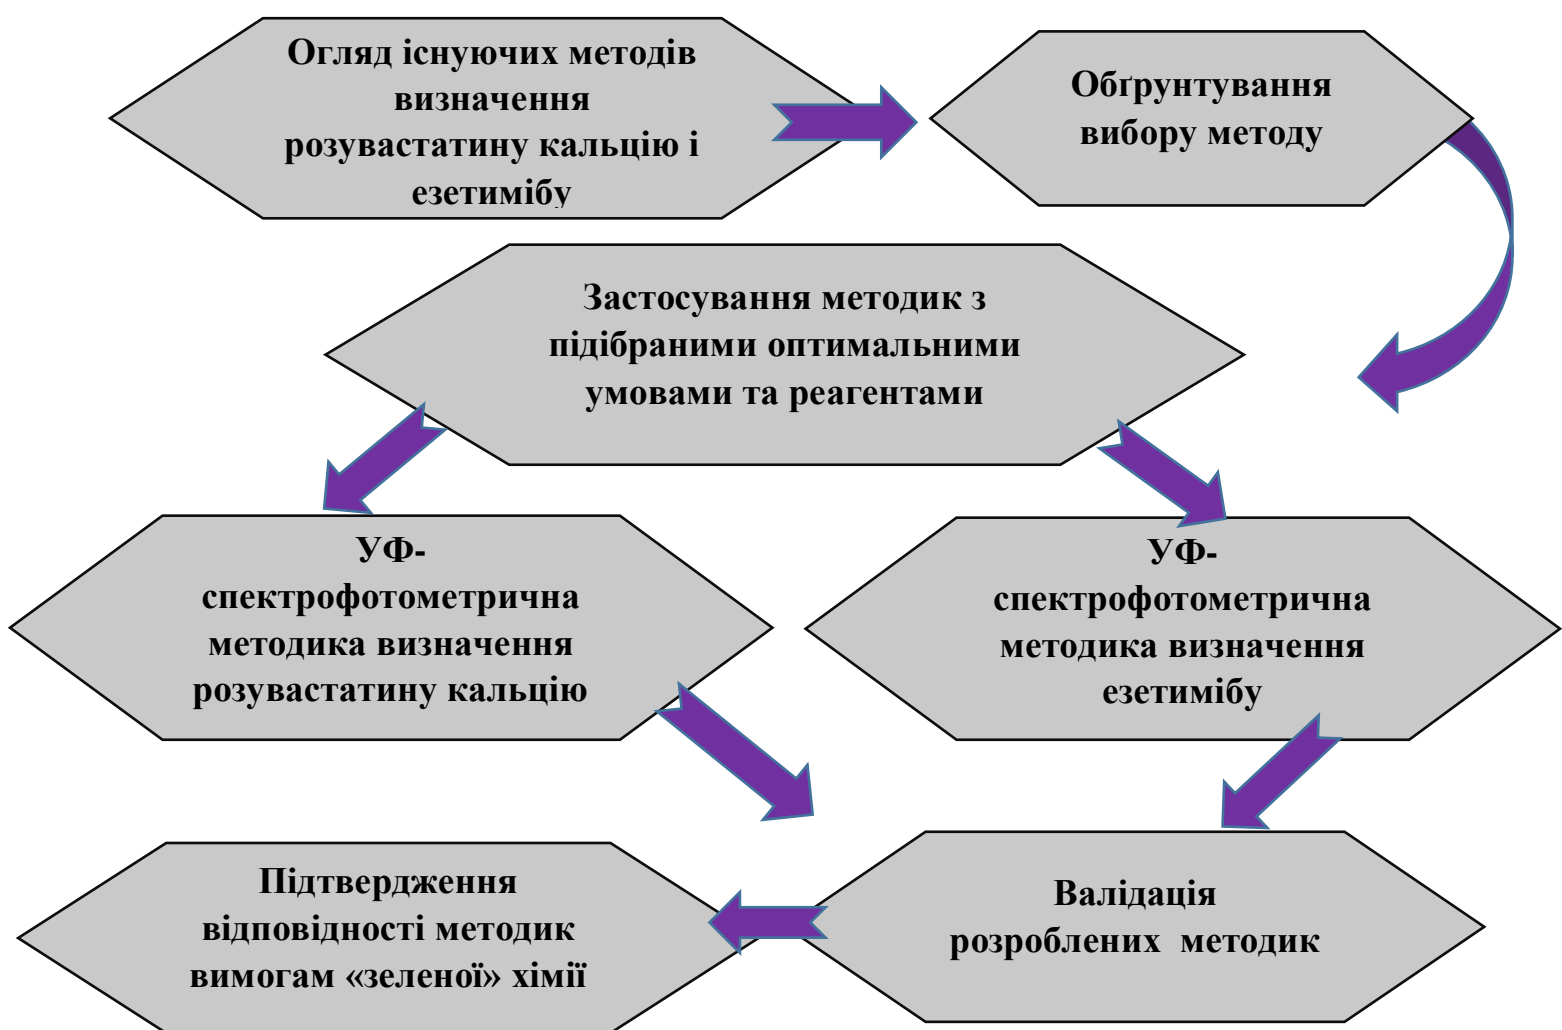 Огляд існуючих методів
визначення
розувастатину кальцію і
езетимібу
Обґрунтування
вибору методу
Застосування методик з
підібраними оптимальними
умовами та реагентами
УФ-
спектрофотометрична
методика визначення
розувастатину кальцію
УФ-
спектрофотометрична
методика визначення
езетимібу
Підтвердження
відповідності методик
вимогам «зеленої» хімії
Валідація
розроблених  методик